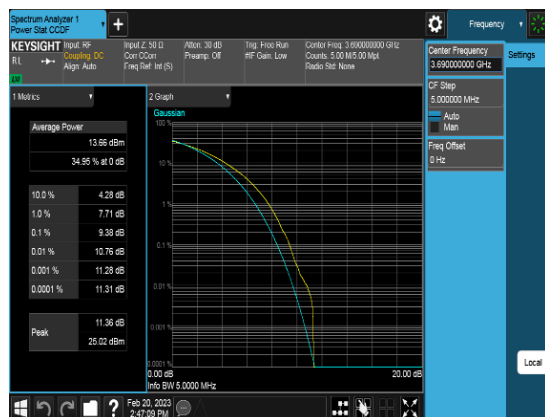 Spectrum Analyzer 1
Power Stat CCDF
Frequency
KEYSIGHT
Input: RF
Coupling: DC
Align: Auto
Input Z: 50 Ω
Corr CCorr
Freq Ref: Int (S)
Atten: 30 dB
Preamp: Off
Trig: Free Run
#IF Gain: Low
Center Freq: 3.690000000 GHz
Counts: 5.00 M/5.00 Mpt
Radio Std: None
RL
1 Metrics
2 Graph
Average Power
13.66 dBm
34.95 % at 0 dB
10.0 % 4.28 dB
1.0 % 7.71 dB
0.1 % 9.38 dB
0.01 % 10.76 dB
0.001 % 11.28 dB
0.0001 % 11.31 dB
Peak
11.36 dB
25.02 dBm
Gaussian
100 %
10 %
1 %
0.1 %
0.01 %
0.001 %
0.0001 %
0.00 dB
20.00 dB
Info BW 5.0000 MHz
Center Frequency
3.690000000 GHz
Settings
CF Step
5.000000 MHz
Auto
Man
Freq Offset
0 Hz
Local
?
Feb 20, 2023
2:47:09 PM